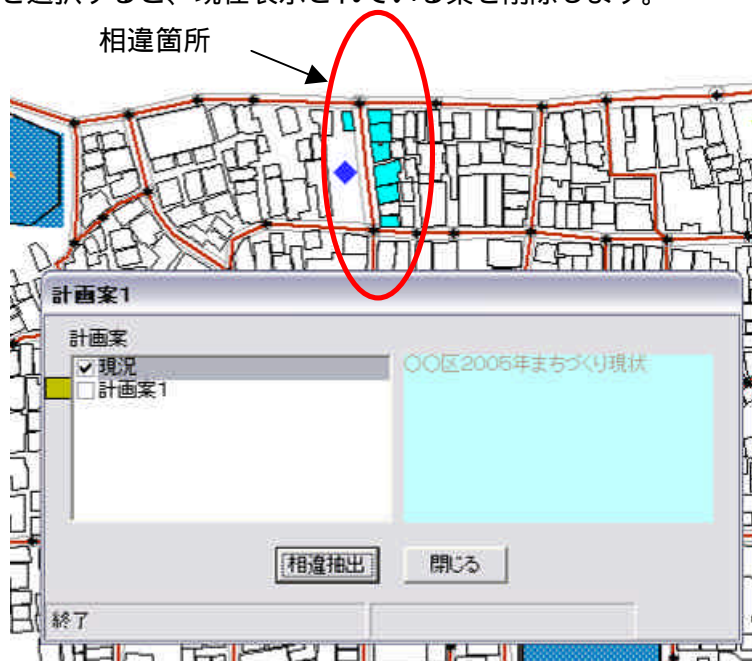 を選択すると、現在表示されている案を削除します。
相違箇所
計画案1
計画案
現況
計画案1
〇〇区2005年まちづくり現状
相違抽出
閉じる
終了